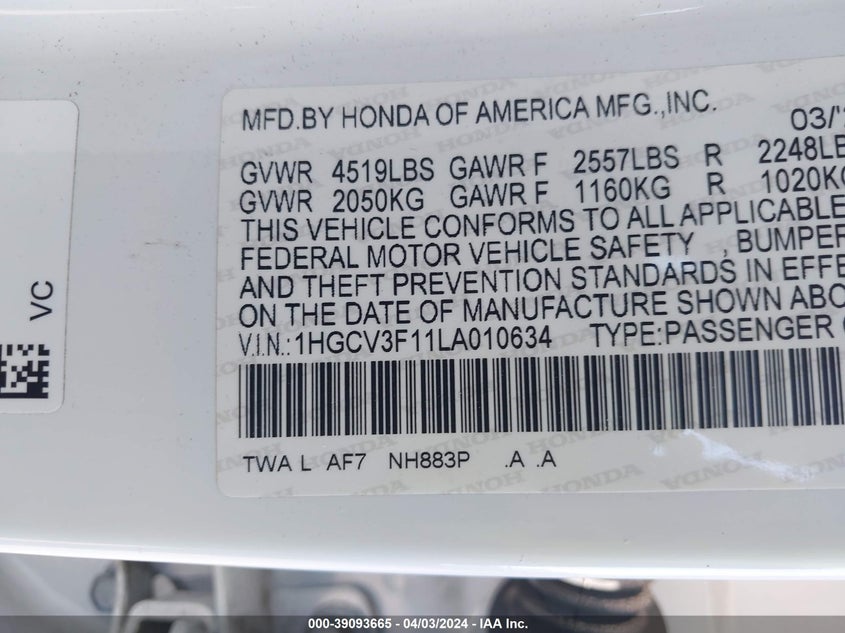 MFD.BY HONDA OF AMERICA MFG.,INC. 03/'
GVWR 4519LBS GAWR F 2557LBS R 2248LB
GVWR 2050KG GAWR F 1160KG R 1020KG
THIS VEHICLE CONFORMS TO ALL APPLICABLE
FEDERAL MOTOR VEHICLE SAFETY , BUMPER
AND THEFT PREVENTION STANDARDS IN EFFE
ON THE DATE OF MANUFACTURE SHOWN ABO
V.I.N.:1HGCV3F11LA010634 TYPE:PASSENGER C
TWA L AF7 NH883P .A .A
VC
000-39093665 - 04/03/2024 - IAA Inc.